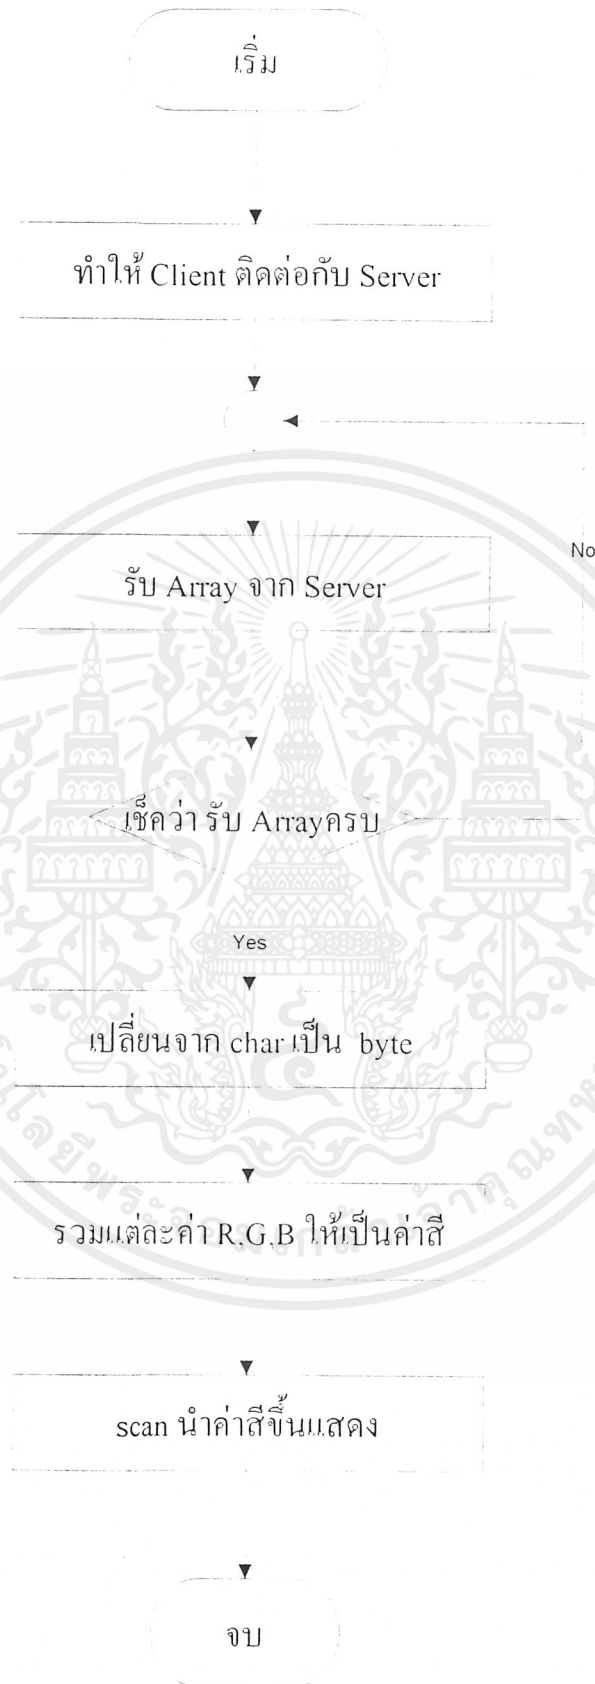 เริ่ม
ทำให้ Client ติดต่อกับ Server
รับ Array จาก Server
No
เช็คว่า รับ Arrayครบ
Yes
เปลี่ยนจาก char เป็น byte
รวมแต่ละค่า R,G,B ให้เป็นค่าสี
scan นำค่าสีขึ้นแสดง
จบ